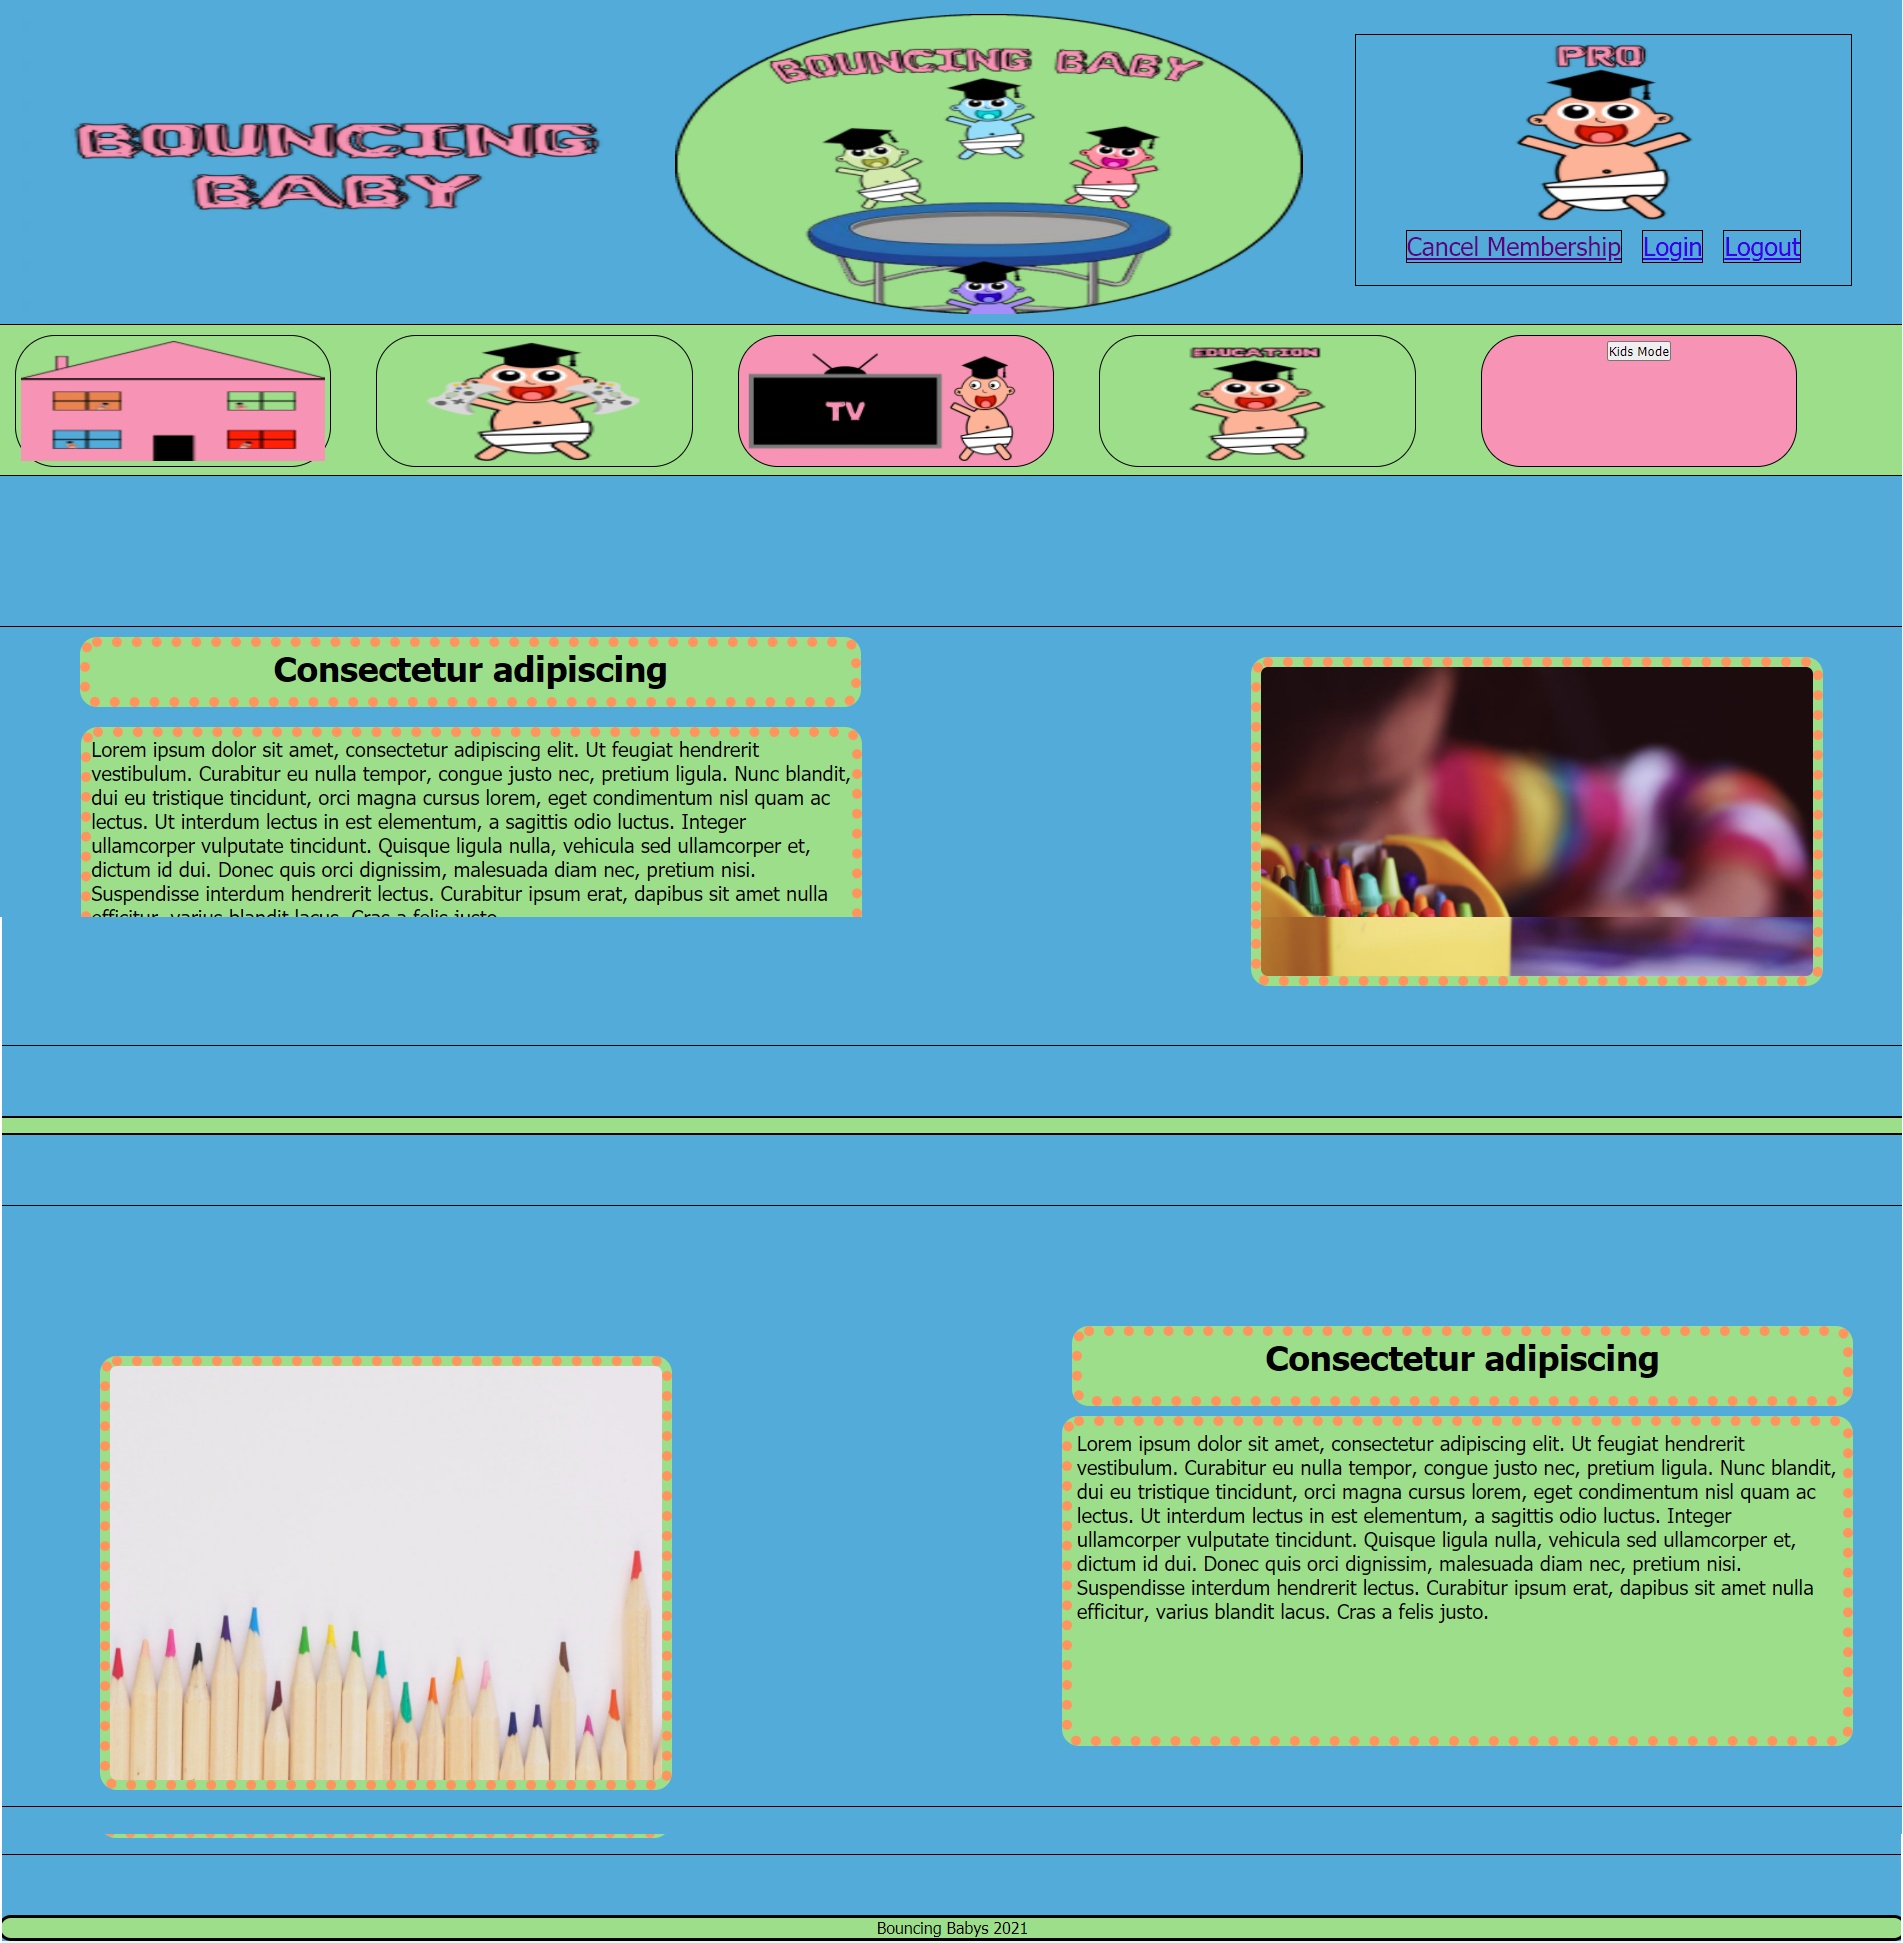 BOUNCING
BABY
BOUNCING BABY
PRO
Cancel Membership Login Logout
TV
EDUCATION
Kids Mode
Consectetur adipiscing
Lorem ipsum dolor sit amet, consectetur adipiscing elit. Ut feugiat hendrerit
vestibulum. Curabitur eu nulla tempor, congue justo nec, pretium ligula. Nunc blandit,
dui eu tristique tincidunt, orci magna cursus lorem, eget condimentum nisl quam ac
lectus. Ut interdum lectus in est elementum, a sagittis odio luctus. Integer
ullamcorper vulputate tincidunt. Quisque ligula nulla, vehicula sed ullamcorper et,
dictum id dui. Donec quis orci dignissim, malesuada diam nec, pretium nisi.
Suspendisse interdum hendrerit lectus. Curabitur ipsum erat, dapibus sit amet nulla
efficitur, varius blandit lacus. Cras a felis justo.
Consectetur adipiscing
Lorem ipsum dolor sit amet, consectetur adipiscing elit. Ut feugiat hendrerit
vestibulum. Curabitur eu nulla tempor, congue justo nec, pretium ligula. Nunc blandit,
dui eu tristique tincidunt, orci magna cursus lorem, eget condimentum nisl quam ac
lectus. Ut interdum lectus in est elementum, a sagittis odio luctus. Integer
ullamcorper vulputate tincidunt. Quisque ligula nulla, vehicula sed ullamcorper et,
dictum id dui. Donec quis orci dignissim, malesuada diam nec, pretium nisi.
Suspendisse interdum hendrerit lectus. Curabitur ipsum erat, dapibus sit amet nulla
efficitur, varius blandit lacus. Cras a felis justo.
Bouncing Babys 2021